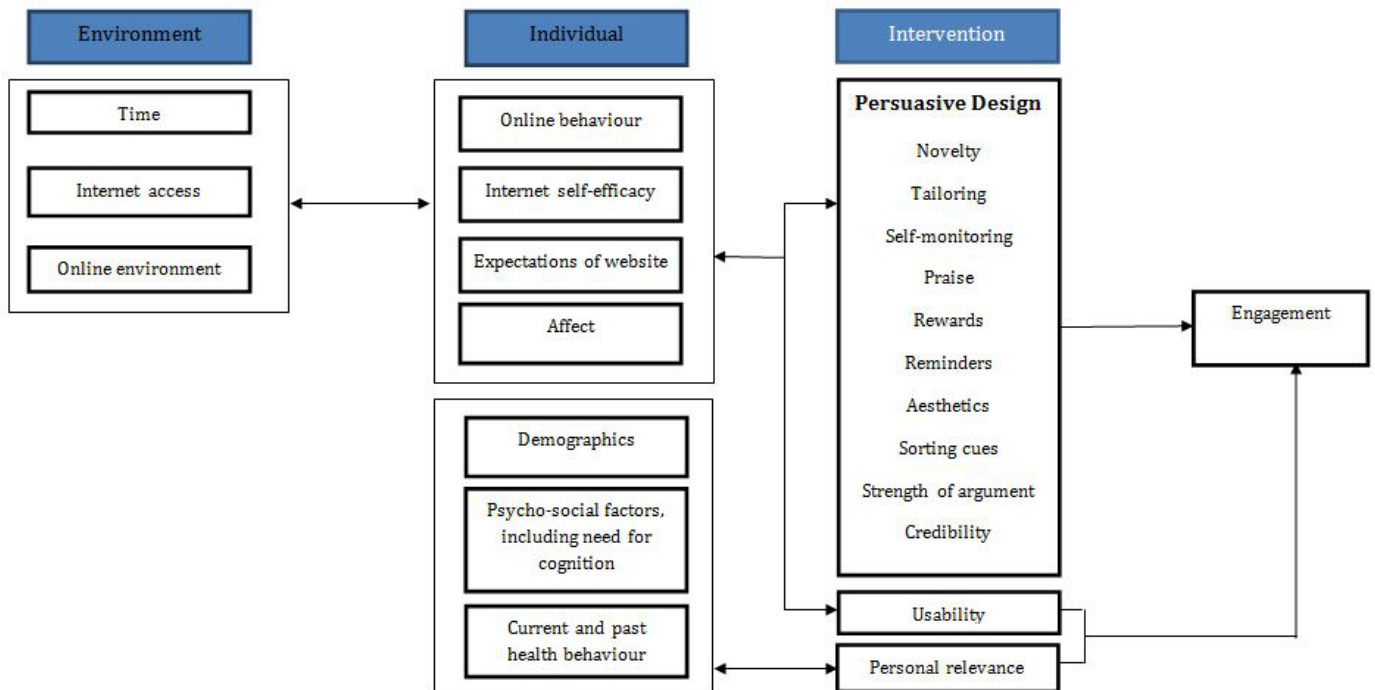 Environment
Individual
Intervention
Time
Internet access
Online environment
Online behaviour
Internet self-efficacy
Expectations of website
Affect
Demographics
Psycho-social factors,
including need for
cognition
Current and past
health behaviour
Persuasive Design
Novelty
Tailoring
Self-monitoring
Praise
Rewards
Reminders
Aesthetics
Sorting cues
Strength of argument
Credibility
Usability
Personal relevance
Engagement